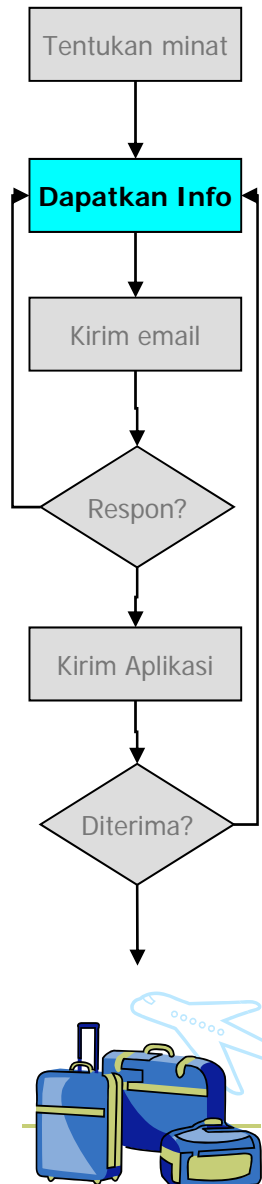 Tentukan minat
Dapatkan Info
Kirim email
Respon?
Kirim Aplikasi
Diterima?